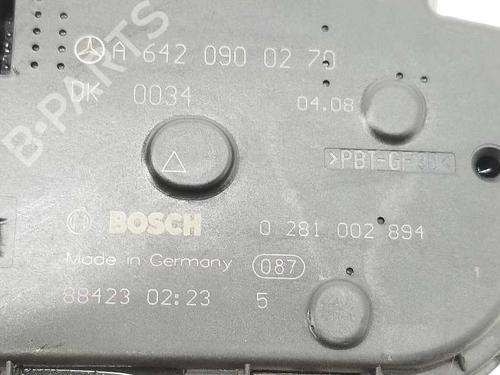 A 642 090 02 70
DK 0034
04.08
>PBT-GF30<
BOSCH
0 281 002 894
Made in Germany
087
88423 02:23 5
B-PARTS